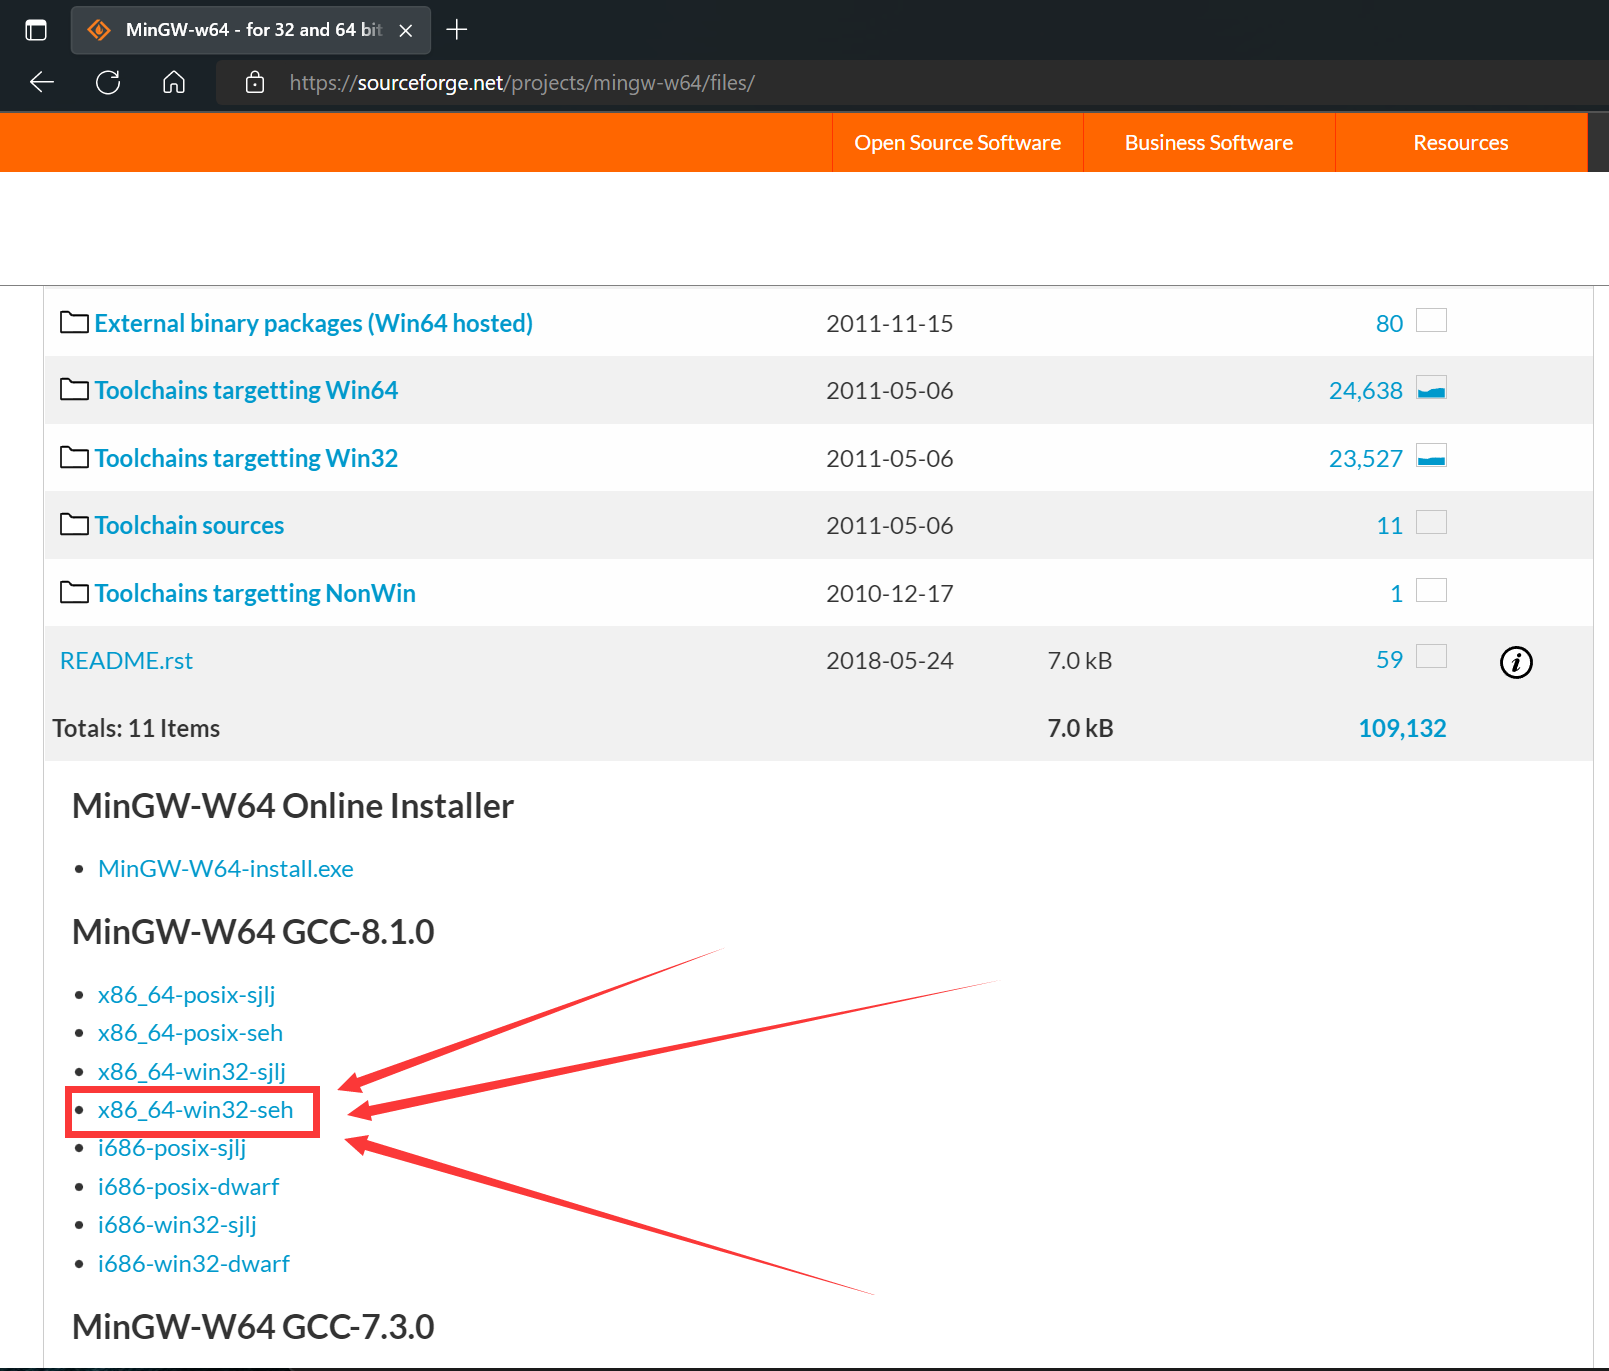 MinGW-w64 - for 32 and 64 bit
https://sourceforge.net/projects/mingw-w64/files/
Open Source Software Business Software Resources
External binary packages (Win64 hosted) 2011-11-15 80
Toolchains targetting Win64 2011-05-06 24,638
Toolchains targetting Win32 2011-05-06 23,527
Toolchain sources 2011-05-06 11
Toolchains targetting NonWin 2010-12-17 1
README.rst 2018-05-24 7.0 kB 59 i
Totals: 11 Items 7.0 kB 109,132
MinGW-W64 Online Installer
• MinGW-W64-install.exe
MinGW-W64 GCC-8.1.0
• x86_64-posix-sjlj
• x86_64-posix-seh
• x86_64-win32-sjlj
• x86_64-win32-seh
• i686-posix-sjlj
• i686-posix-dwarf
• i686-win32-sjlj
• i686-win32-dwarf
MinGW-W64 GCC-7.3.0